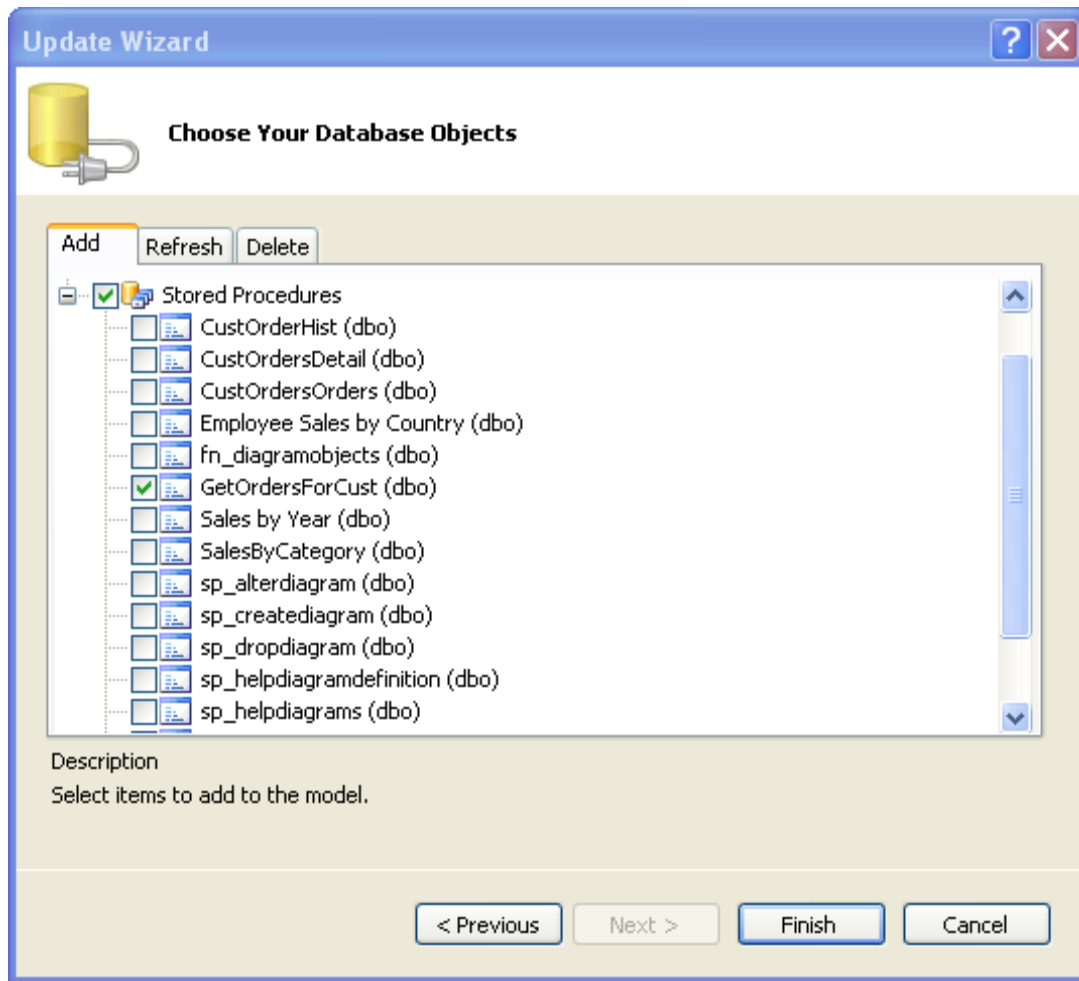 Update Wizard
Choose Your Database Objects
Add Refresh Delete
Stored Procedures
CustOrderHist (dbo)
CustOrdersDetail (dbo)
CustOrdersOrders (dbo)
Employee Sales by Country (dbo)
fn_diagramobjects (dbo)
GetOrdersForCust (dbo)
Sales by Year (dbo)
SalesByCategory (dbo)
sp_alterdiagram (dbo)
sp_creatediagram (dbo)
sp_dropdiagram (dbo)
sp_helpdiagramdefinition (dbo)
sp_helpdiagrams (dbo)
Description
Select items to add to the model.
< Previous Next > Finish Cancel